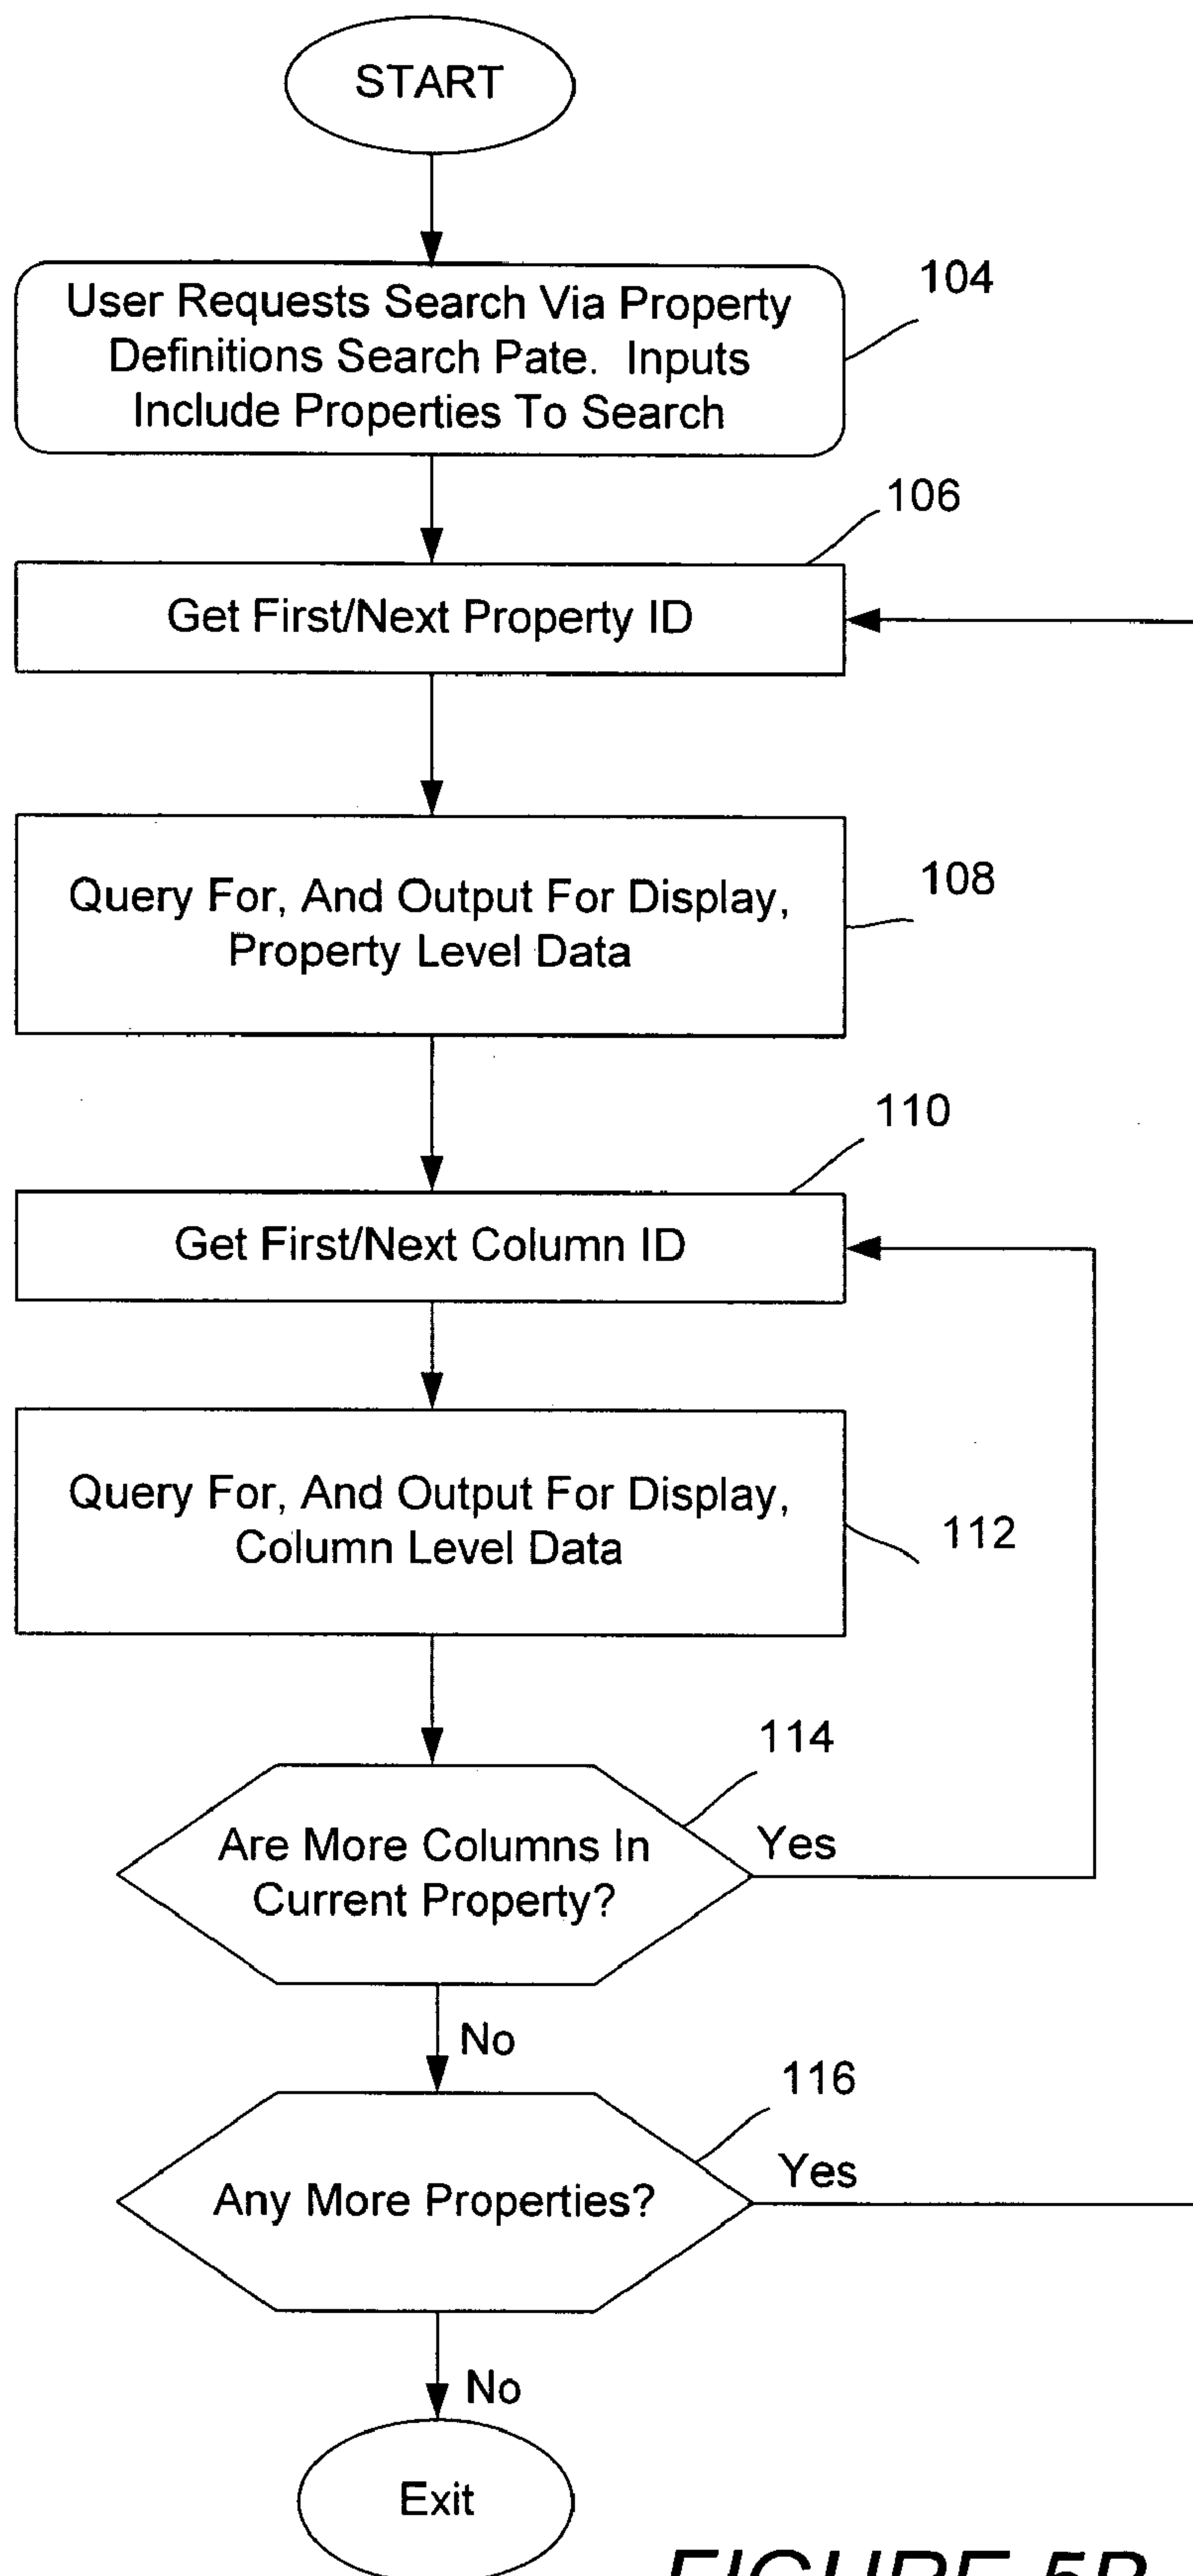 START
User Requests Search Via Property
Definitions Search Pate. Inputs
Include Properties To Search
104
106
Get First/Next Property ID
Query For, And Output For Display,
Property Level Data
108
110
Get First/Next Column ID
Query For, And Output For Display,
Column Level Data
112
114
Are More Columns In
Current Property?
Yes
No
116
Any More Properties?
Yes
No
Exit
FIGURE 5B